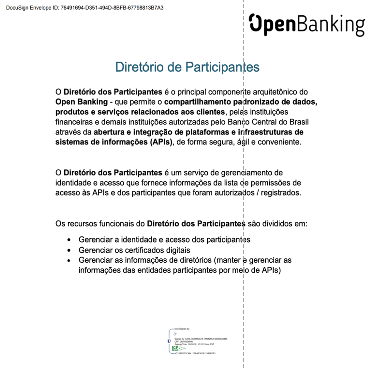 DocuSign Envelope ID: 76491694-D351-494D-8BFB-67798813B7A3
OpenBanking
Diretório de Participantes
O Diretório dos Participantes é o principal componente arquitetônico do
Open Banking - que permite o compartilhamento padronizado de dados,
produtos e serviços relacionados aos clientes, pelas instituições
financeiras e demais instituições autorizadas pelo Banco Central do Brasil
através da abertura e integração de plataformas e infraestruturas de
sistemas de informações (APIs), de forma segura, ágil e conveniente.
O Diretório dos Participantes é um serviço de gerenciamento de
identidade e acesso que fornece informações da lista de permissões de
acesso às APIs e dos participantes que foram autorizados / registrados.
Os recursos funcionais do Diretório dos Participantes são divididos em:
• Gerenciar a identidade e acesso dos participantes
• Gerenciar os certificados digitais
• Gerenciar as informações de diretórios (manter e gerenciar as
informações das entidades participantes por meio de APIs)